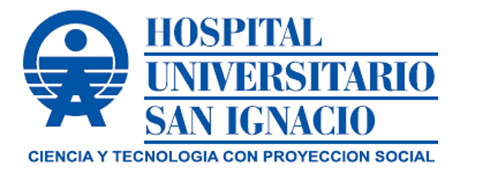 HOSPITAL
UNIVERSITARIO
SAN IGNACIO
CIENCIA Y TECNOLOGIA CON PROYECCION SOCIAL